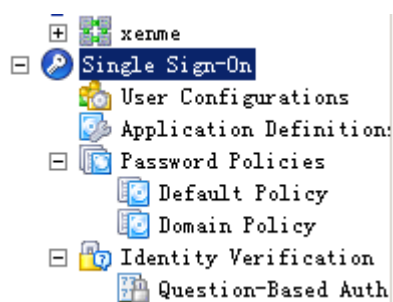 xenme
Single Sign-On
User Configurations
Application Definition
Password Policies
Default Policy
Domain Policy
Identity Verification
Question-Based Auth